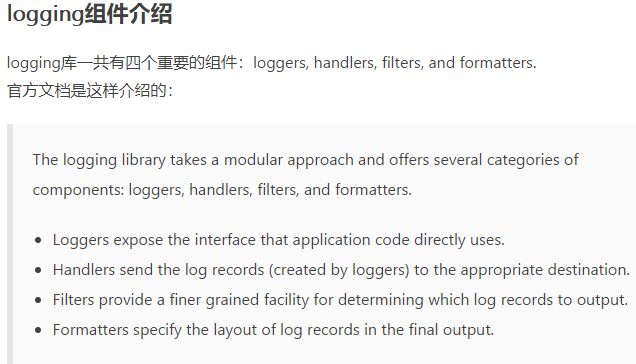 logging组件介绍
logging库一共有四个重要的组件：loggers, handlers, filters, and formatters.
官方文档是这样介绍的：
The logging library takes a modular approach and offers several categories of
components: loggers, handlers, filters, and formatters.
• Loggers expose the interface that application code directly uses.
• Handlers send the log records (created by loggers) to the appropriate destination.
• Filters provide a finer grained facility for determining which log records to output.
• Formatters specify the layout of log records in the final output.